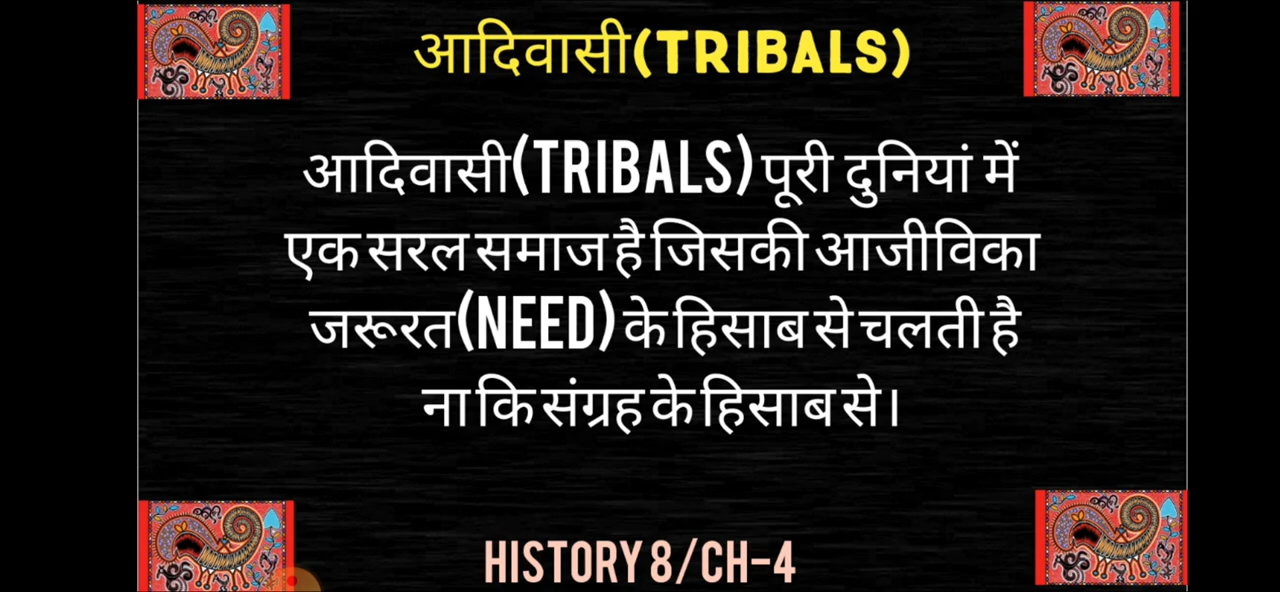 आदिवासी(TRIBALS)
आदिवासी(TRIBALS) पूरी दुनियां में
एक सरल समाज है जिसकी आजीविका
जरूरत(NEED) के हिसाब से चलती है
ना कि संग्रह के हिसाब से।
HISTORY 8/CH-4